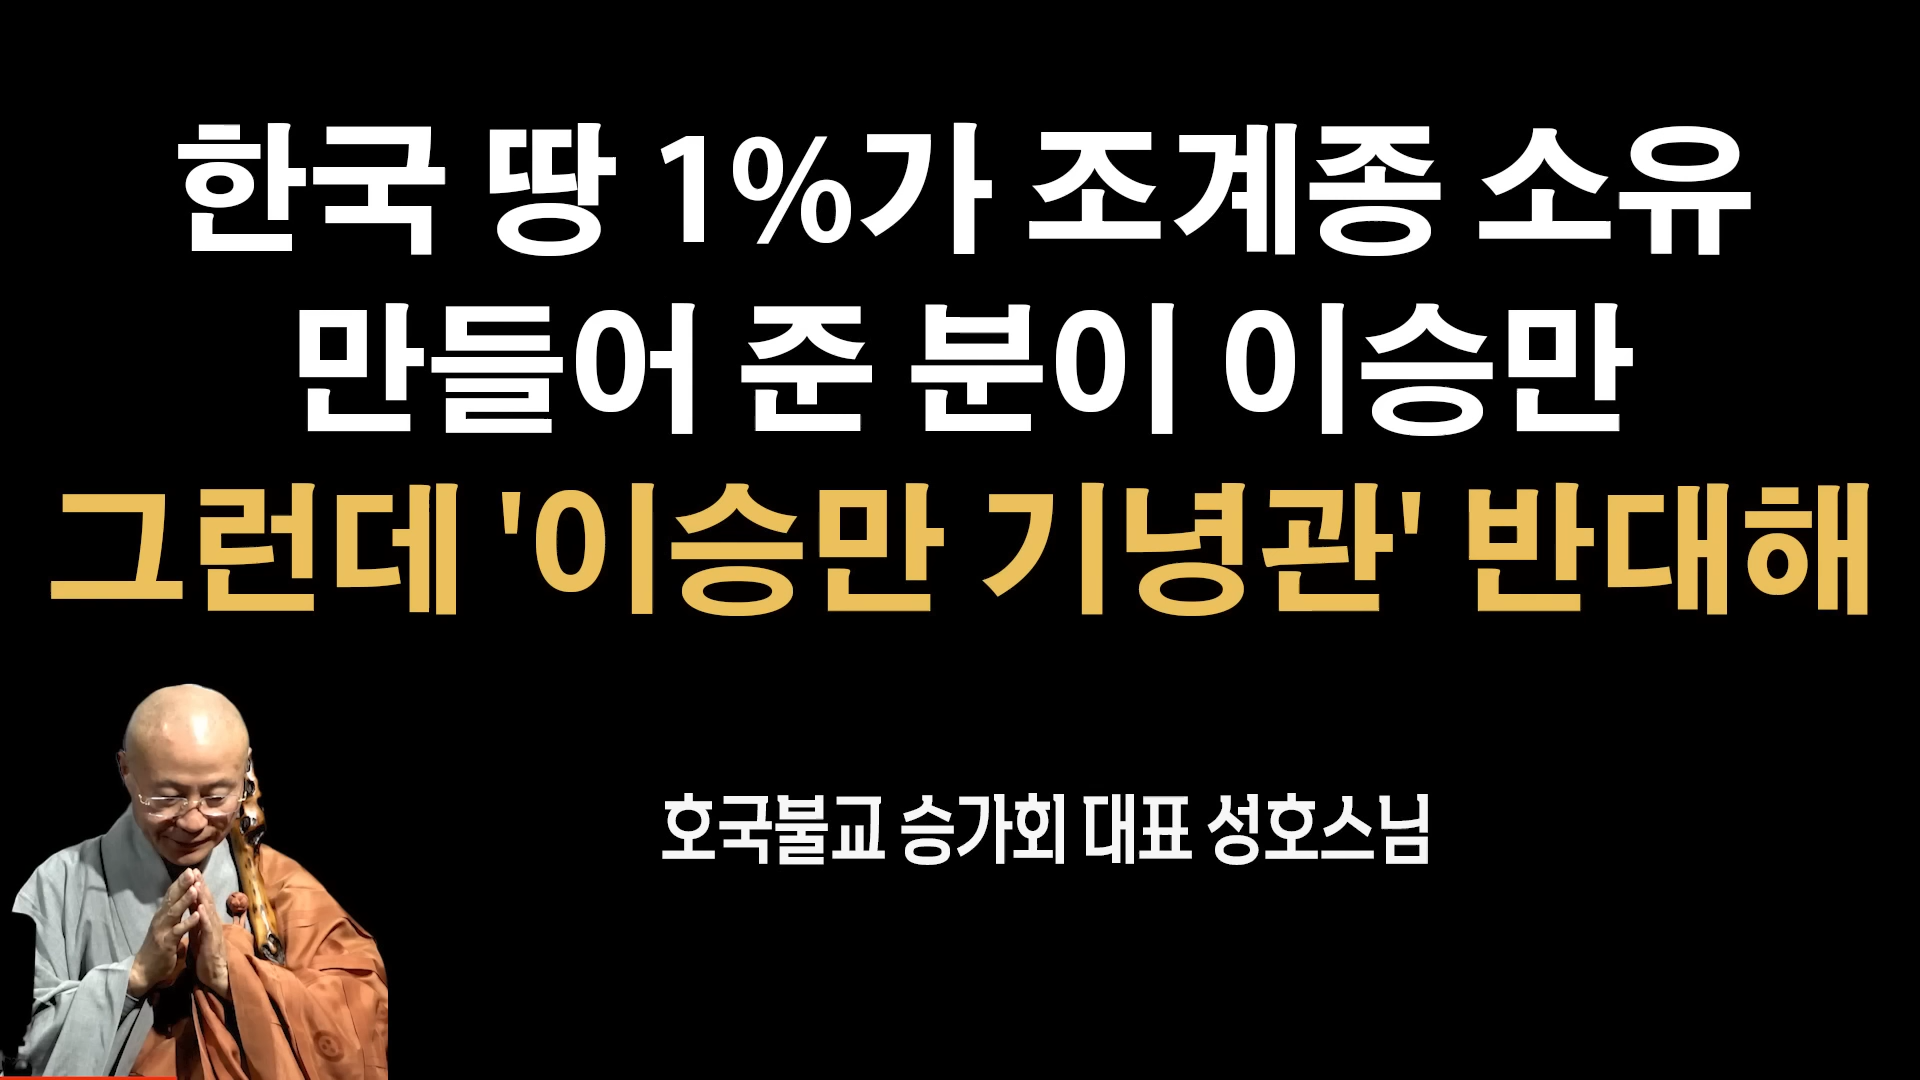 한국 땅 1%가 조계종 소유
만들어 준 분이 이승만
그런데 '이승만 기녕관' 반대해
호국불교 승가회 대표 성호스님